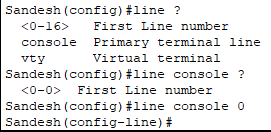 Sandesh(config)#line ?
  <0-16>   First Line number
  console  Primary terminal line
  vty      Virtual terminal
Sandesh(config)#line console ?
  <0-0>  First Line number
Sandesh(config)#line console 0
Sandesh(config-line)#